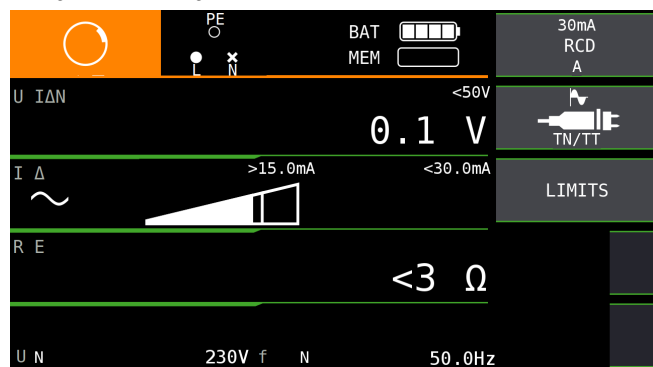 PE
BAT
MEM
L N
30mA
RCD
A
U IΔN <50V
0.1 V
TN/TT
I Δ >15.0mA <30.0mA
LIMITS
R E
<3 Ω
U N 230V f N 50.0Hz